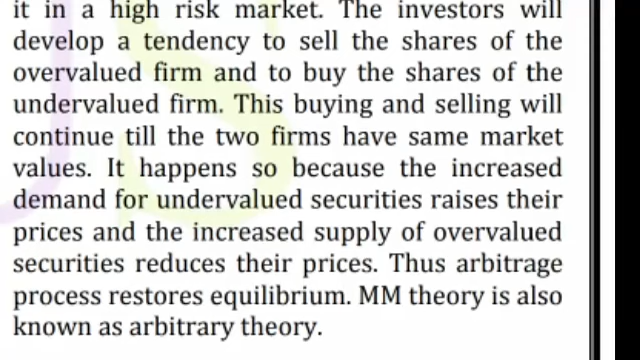 it in a high risk market. The investors will
develop a tendency to sell the shares of the
overvalued firm and to buy the shares of the
undervalued firm. This buying and selling will
continue till the two firms have same market
values. It happens so because the increased
demand for undervalued securities raises their
prices and the increased supply of overvalued
securities reduces their prices. Thus arbitrage
process restores equilibrium. MM theory is also
known as arbitrary theory.